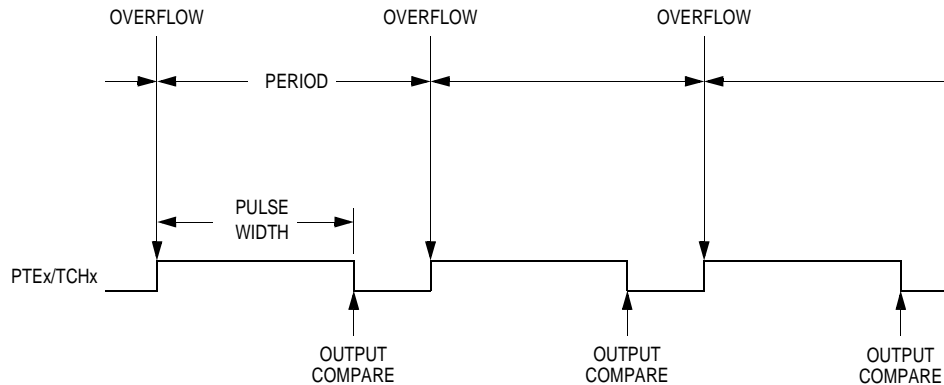 OVERFLOW
OVERFLOW
OVERFLOW
PERIOD
PULSE
WIDTH
PTEx/TCHx
OUTPUT
COMPARE
OUTPUT
COMPARE
OUTPUT
COMPARE